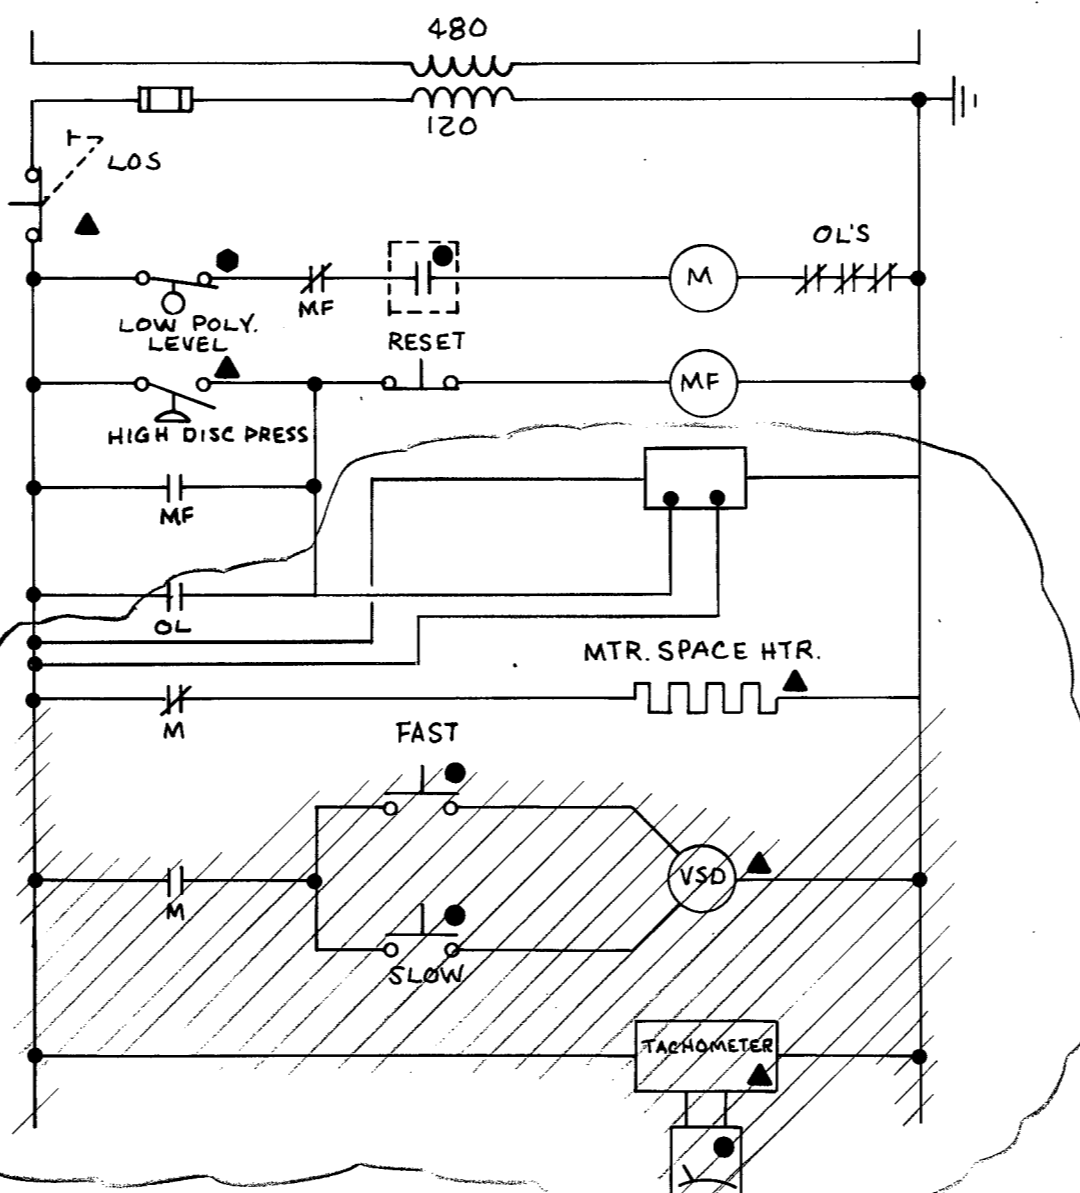 480
120
LOS
OL'S
M
MF
LOW POLY.
LEVEL
RESET
MF
HIGH DISC PRESS
MF
OL
MTR. SPACE HTR.
M
FAST
VSD
M
SLOW
TACHOMETER